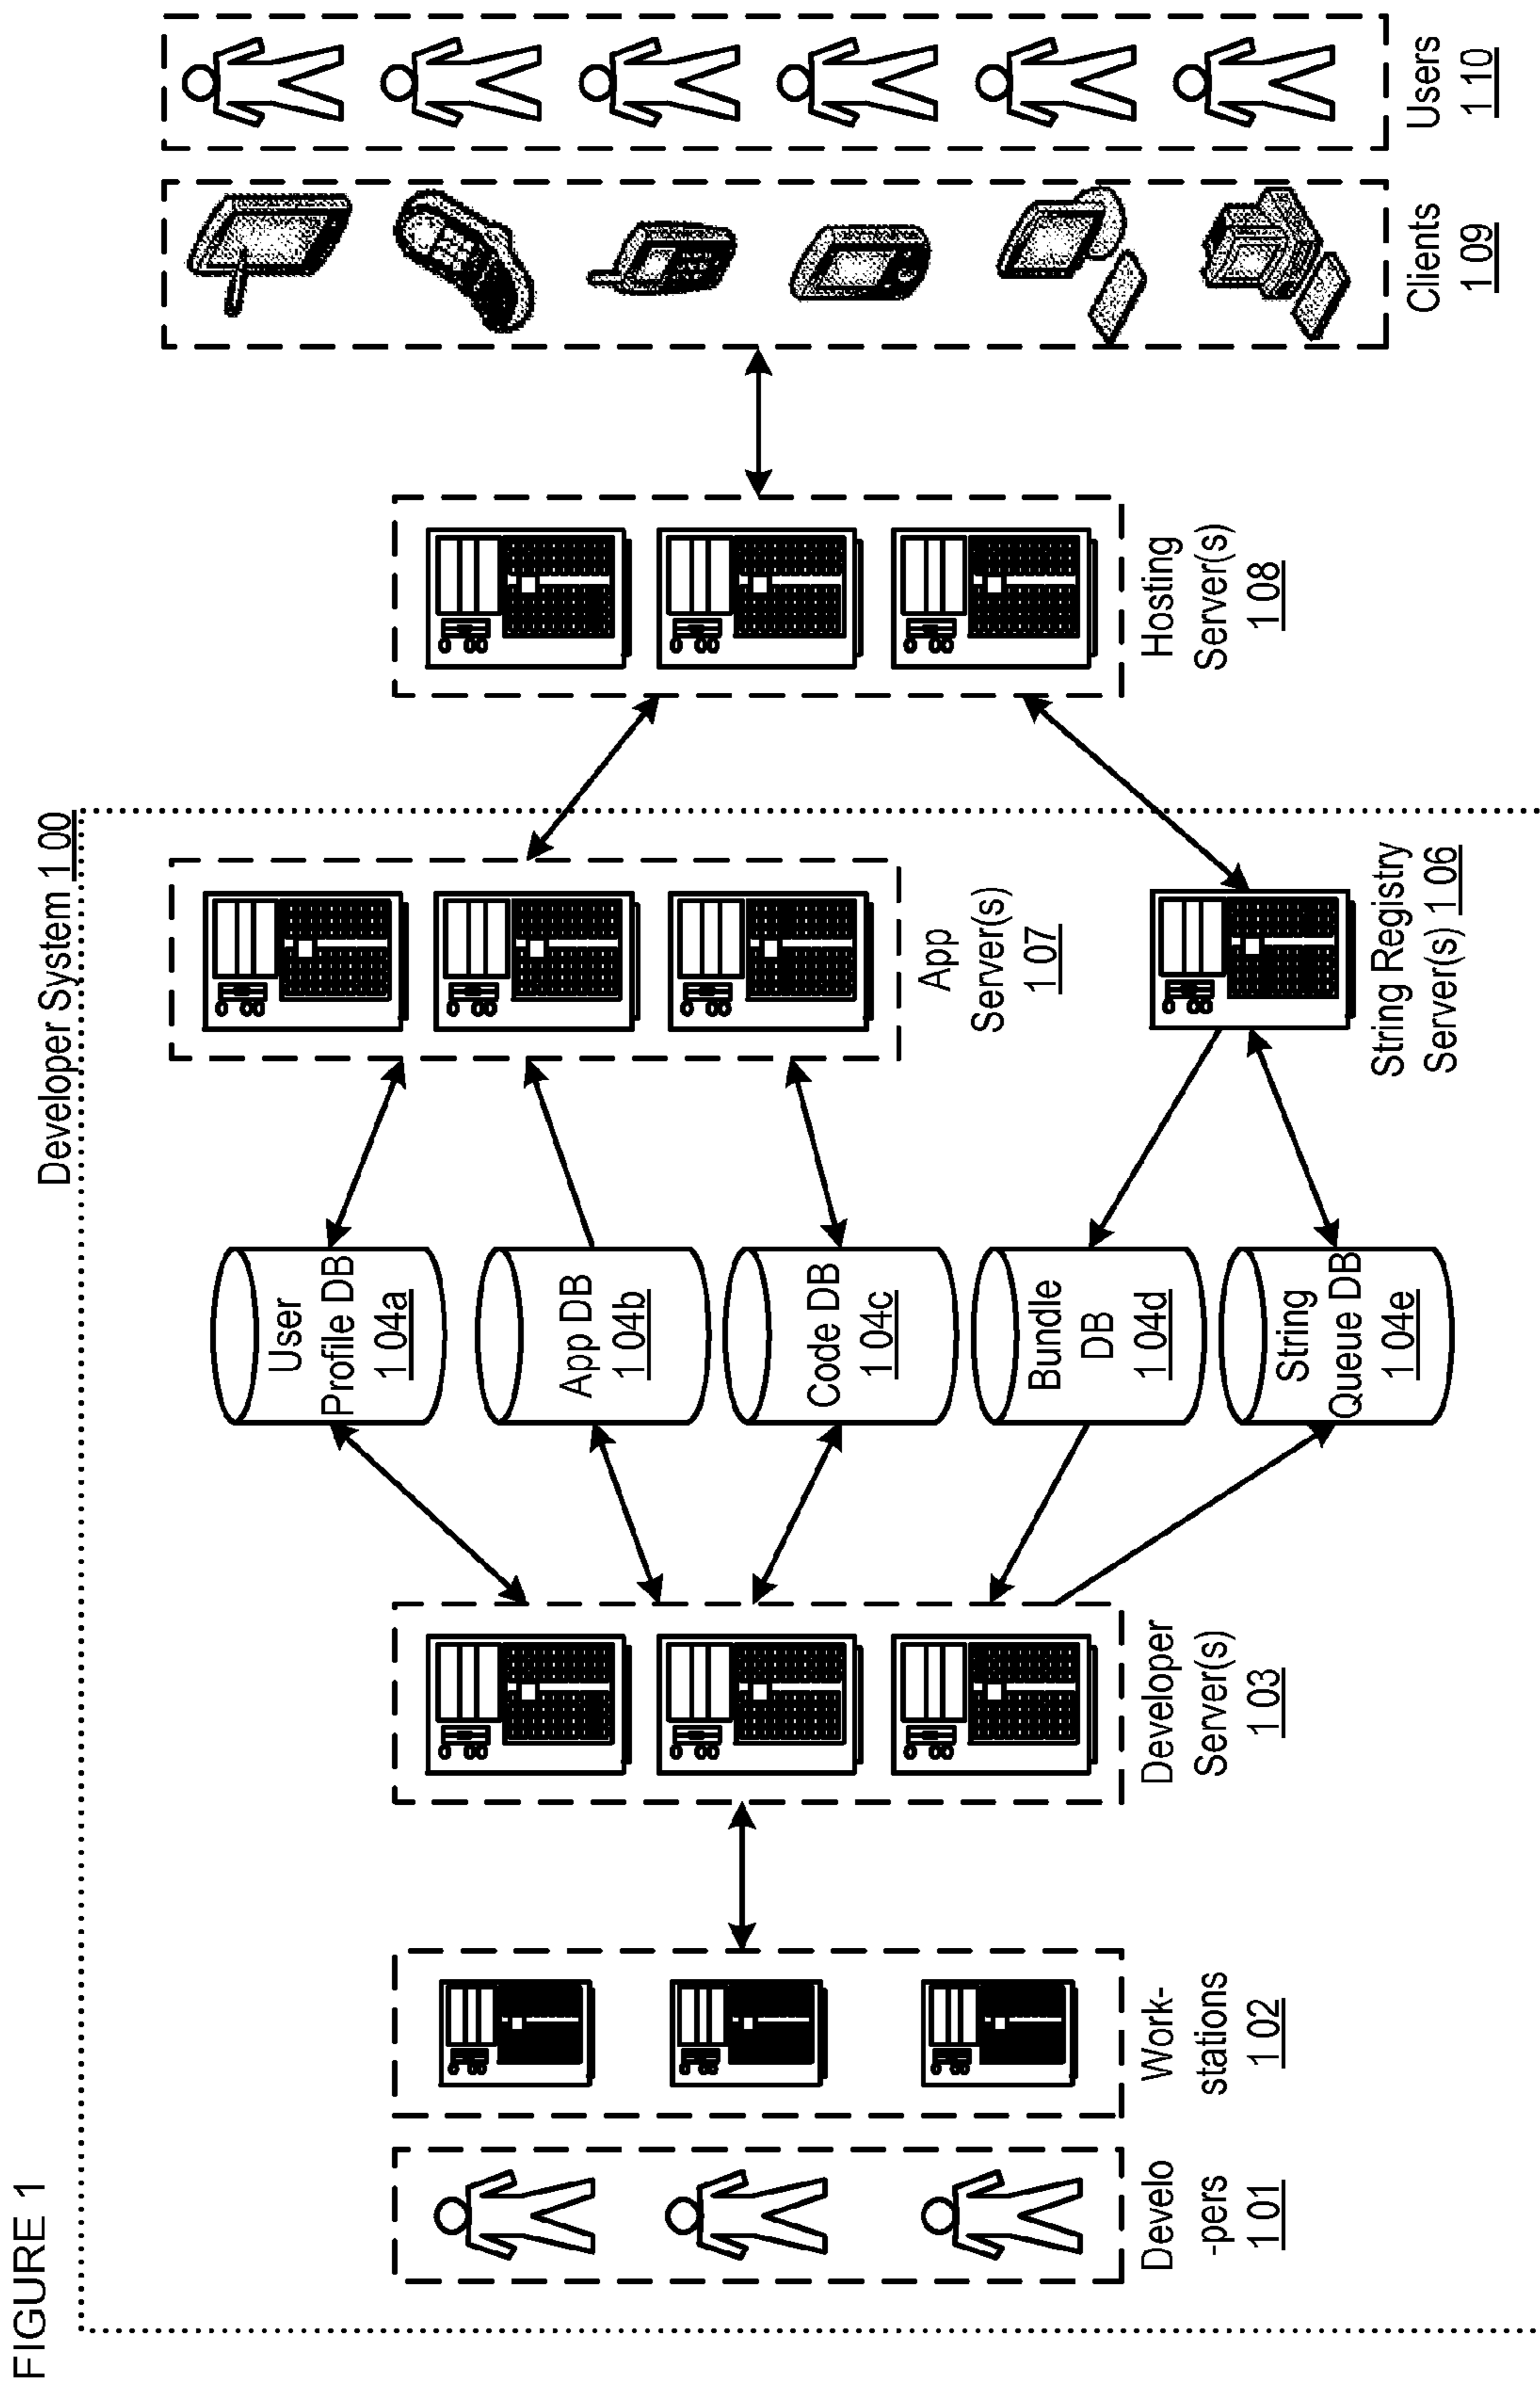 FIGURE 1
Developer System 100
Develo
-pers
101
Work-
stations
102
Developer
Server(s)
103
User
Profile DB
104a
App DB
104b
Code DB
104c
Bundle
DB
104d
String
Queue DB
104e
App
Server(s)
107
String Registry
Server(s) 106
Hosting
Server(s)
108
Clients
109
Users
110